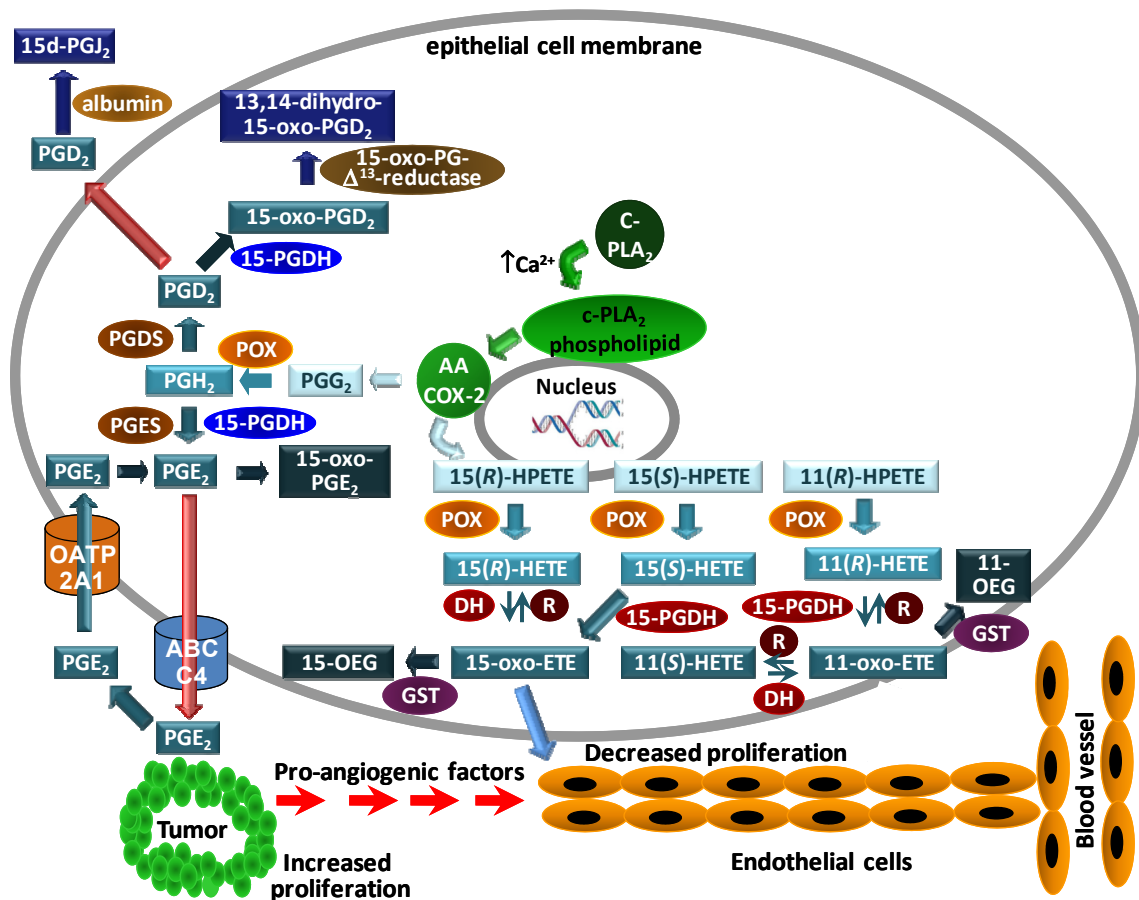 epithelial cell membrane
15d-PGJ₂
albumin
PGD₂
13,14-dihydro-
15-oxo-PGD₂
15-oxo-PG-
Δ¹³-reductase
15-oxo-PGD₂
15-PGDH
PGD₂
C-
PLA₂
↑Ca²⁺
c-PLA₂
phospholipid
PGDS
POX
PGH₂
PGG₂
AA
COX-2
Nucleus
PGES
15-PGDH
PGE₂
PGE₂
15-oxo-
PGE₂
15(R)-HPETE
15(S)-HPETE
11(R)-HPETE
POX
POX
POX
OATP
2A1
15(R)-HETE
15(S)-HETE
11(R)-HETE
11-
OEG
DH
R
15-PGDH
15-PGDH
R
GST
R
PGE₂
ABC
C4
15-OEG
15-oxo-ETE
11(S)-HETE
11-oxo-ETE
GST
DH
PGE₂
Decreased proliferation
Pro-angiogenic factors
Blood vessel
Tumor
Increased
proliferation
Endothelial cells